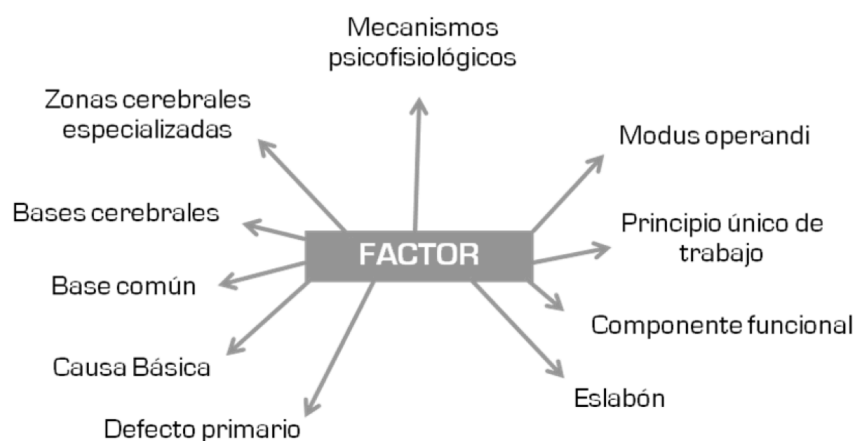 Mecanismos
psicofisiológicos
Zonas cerebrales
especializadas
Modus operandi
Bases cerebrales
Principio único de
trabajo
FACTOR
Base común
Componente funcional
Causa Básica
Eslabón
Defecto primario